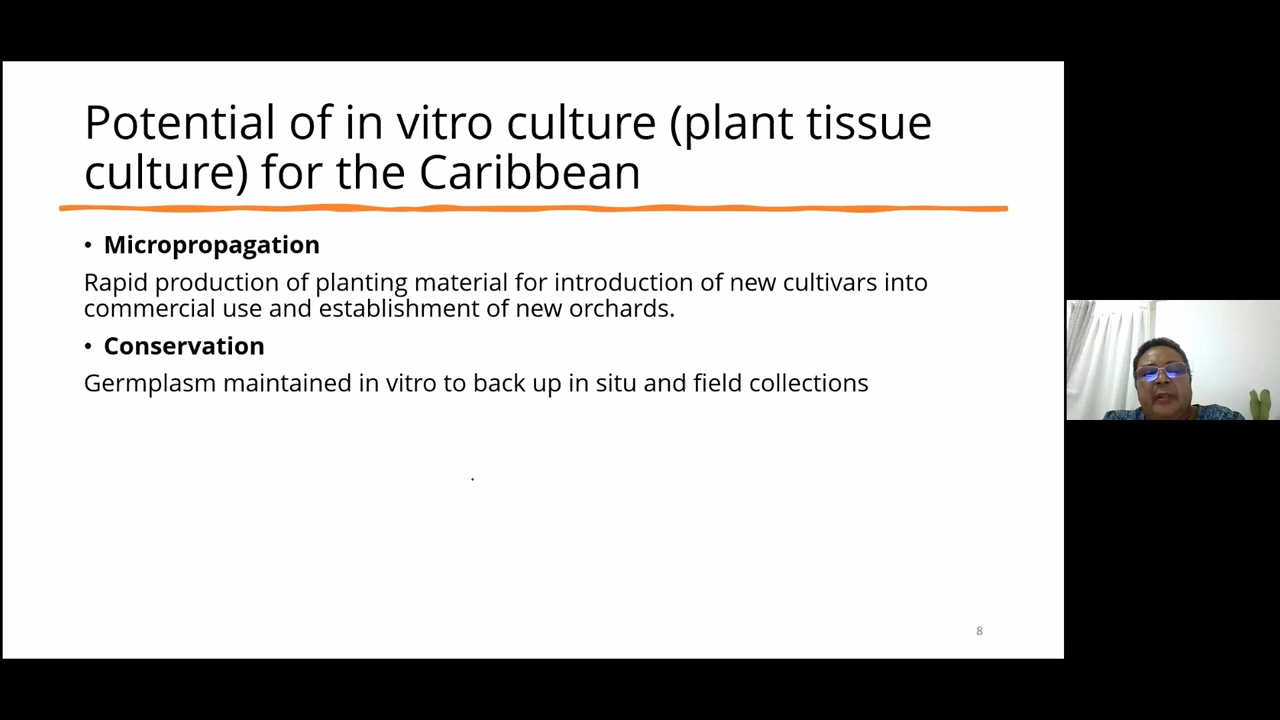 Potential of in vitro culture (plant tissue
culture) for the Caribbean
• Micropropagation
Rapid production of planting material for introduction of new cultivars into
commercial use and establishment of new orchards.
• Conservation
Germplasm maintained in vitro to back up in situ and field collections
8